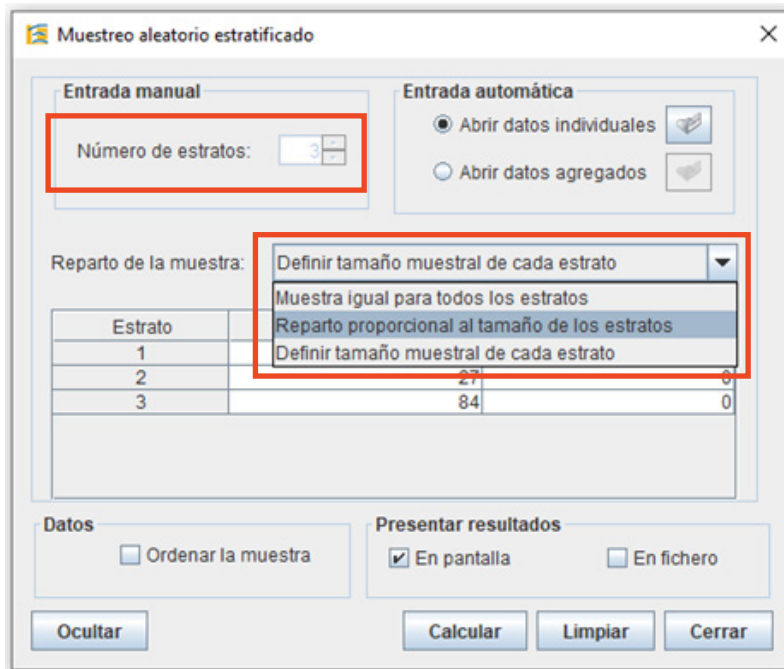 Muestreo aleatorio estratificado
Entrada manual
Número de estratos: 3
Entrada automática
Abrir datos individuales
Abrir datos agregados
Reparto de la muestra: Definir tamaño muestral de cada estrato
Muestra igual para todos los estratos
Reparto proporcional al tamaño de los estratos
Definir tamaño muestral de cada estrato
Estrato
1
2 27 0
3 84 0
Datos
Ordenar la muestra
Presentar resultados
En pantalla En fichero
Ocultar Calcular Limpiar Cerrar